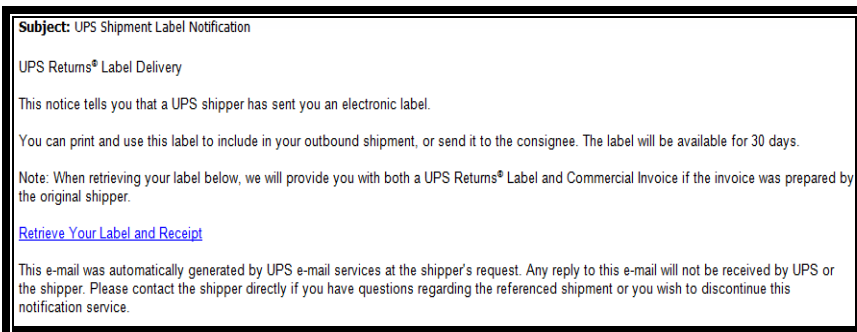 Subject: UPS Shipment Label Notification
UPS Returns® Label Delivery
This notice tells you that a UPS shipper has sent you an electronic label.
You can print and use this label to include in your outbound shipment, or send it to the consignee. The label will be available for 30 days.
Note: When retrieving your label below, we will provide you with both a UPS Returns® Label and Commercial Invoice if the invoice was prepared by
the original shipper.
Retrieve Your Label and Receipt
This e-mail was automatically generated by UPS e-mail services at the shipper's request. Any reply to this e-mail will not be received by UPS or
the shipper. Please contact the shipper directly if you have questions regarding the referenced shipment or you wish to discontinue this
notification service.